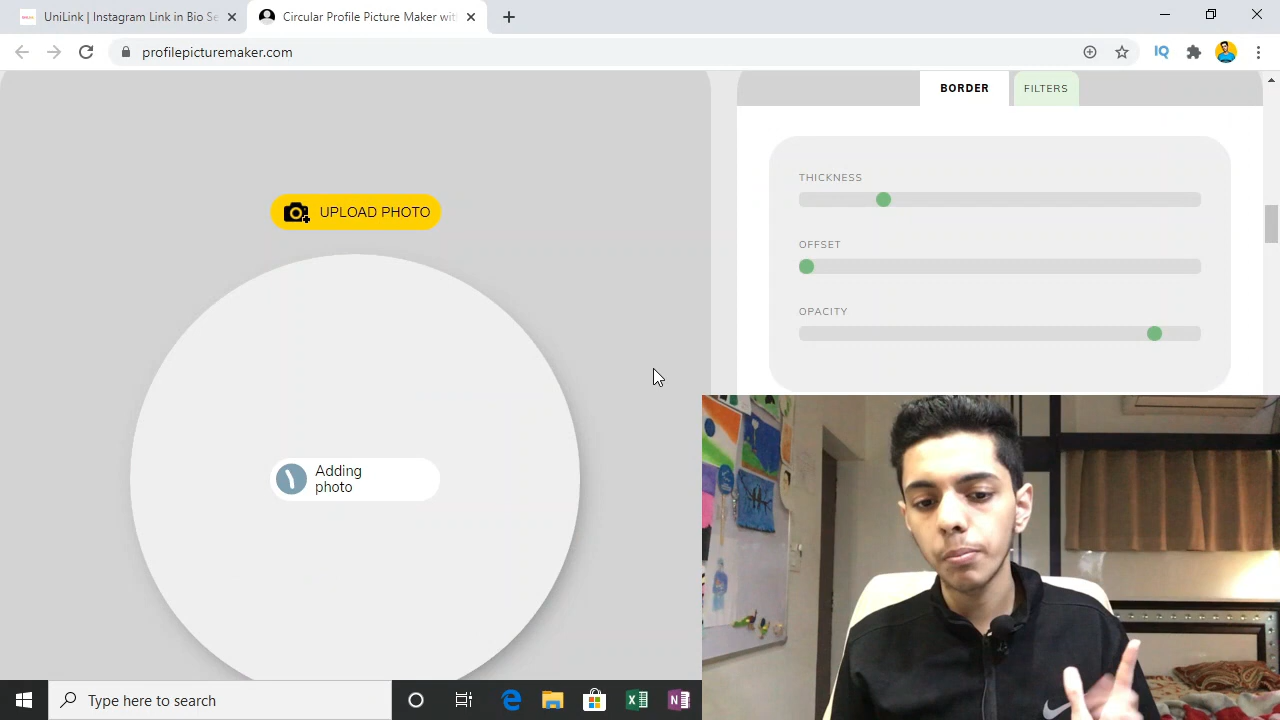 UniLink | Instagram Link in Bio Se
Circular Profile Picture Maker wit
profilepicturemaker.com
IQ
BORDER
FILTERS
UPLOAD PHOTO
THICKNESS
OFFSET
OPACITY
Adding
photo
Type here to search